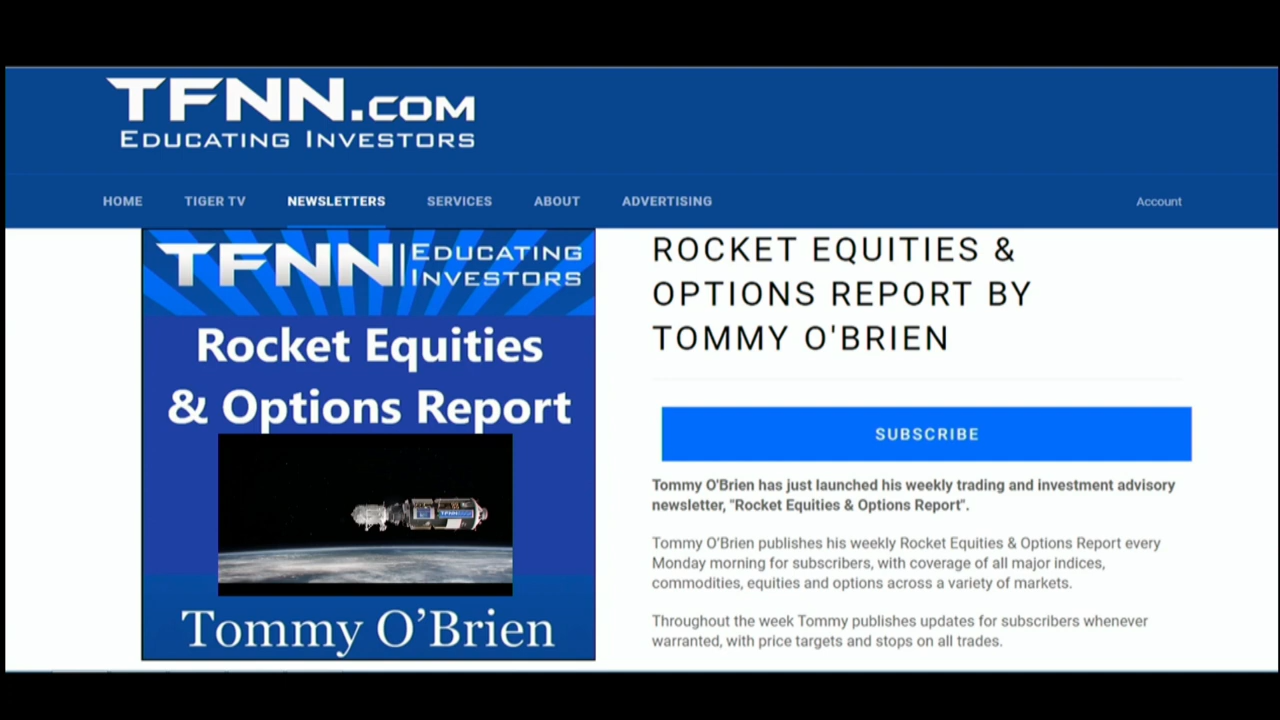 TFNN.COM
EDUCATING INVESTORS
HOME TIGER TV NEWSLETTERS SERVICES ABOUT ADVERTISING Account
TFNN EDUCATING
INVESTORS
Rocket Equities
& Options Report
TFNN
Tommy O’Brien
ROCKET EQUITIES &
OPTIONS REPORT BY
TOMMY O'BRIEN
SUBSCRIBE
Tommy O'Brien has just launched his weekly trading and investment advisory
newsletter, "Rocket Equities & Options Report".
Tommy O’Brien publishes his weekly Rocket Equities & Options Report every
Monday morning for subscribers, with coverage of all major indices,
commodities, equities and options across a variety of markets.
Throughout the week Tommy publishes updates for subscribers whenever
warranted, with price targets and stops on all trades.